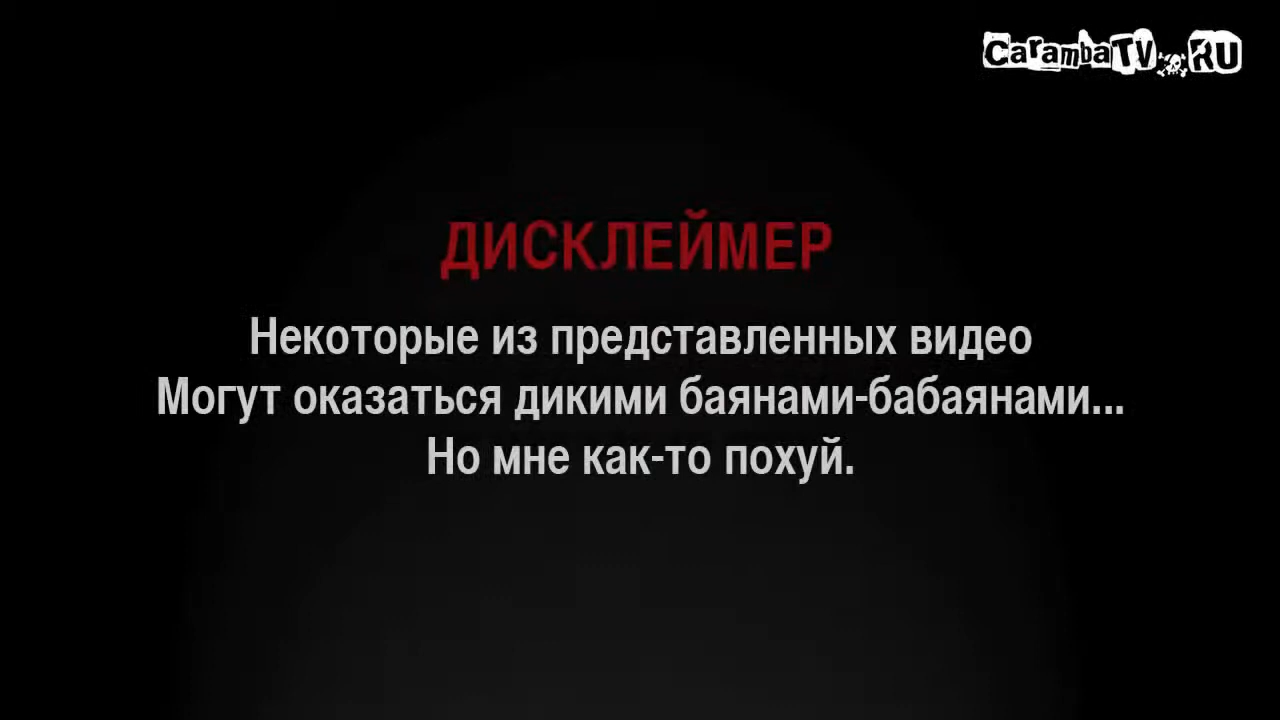 CarambaTV.RU
ДИСКЛЕЙМЕР
Некоторые из представленных видео
Могут оказаться дикими баянами-бабаянами...
Но мне как-то похуй.